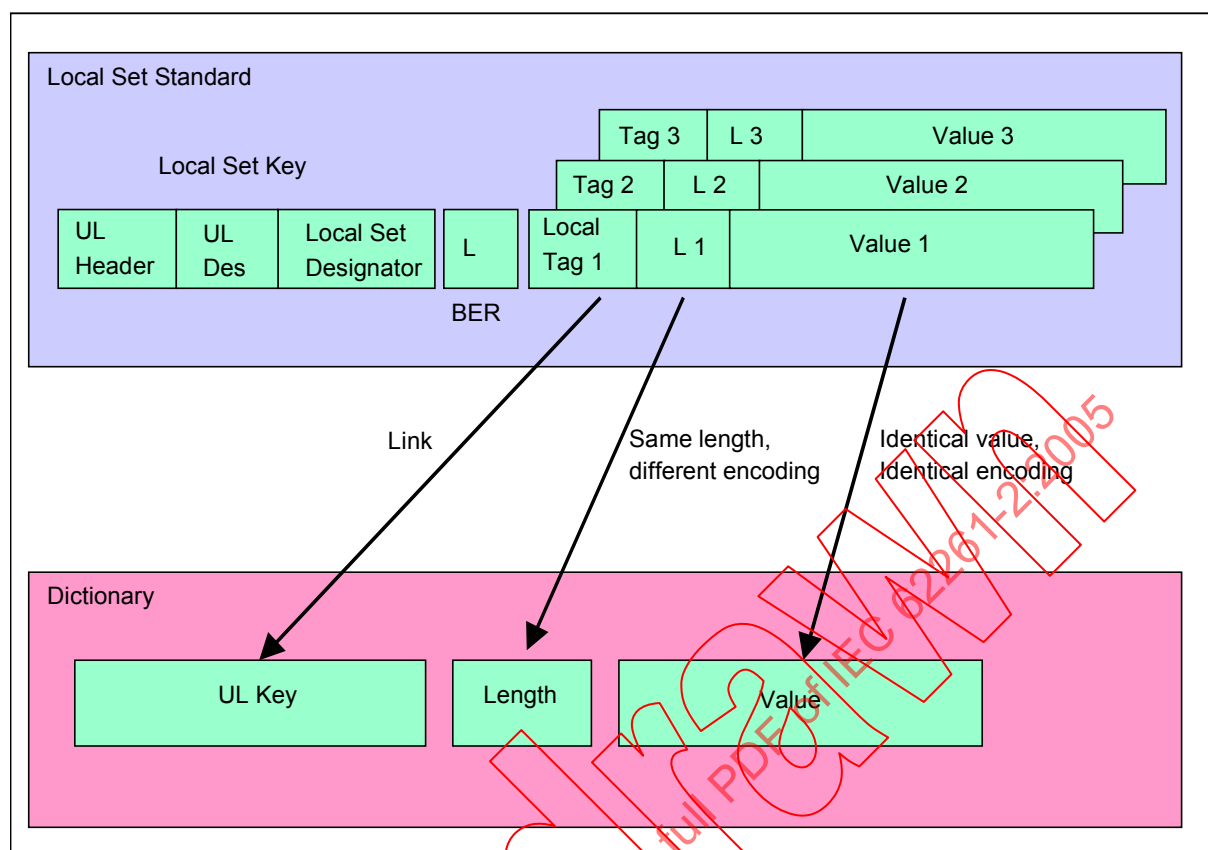 Local Set Standard
Tag 3
L 3
Value 3
Local Set Key
Tag 2
L 2
Value 2
UL
Header
UL
Des
Local Set
Designator
L
Local
Tag 1
L 1
Value 1
BER
Link
Same length,
different encoding
Identical value,
Identical encoding
Dictionary
UL Key
Length
Value
full PDF of IEC 62261-2:2005